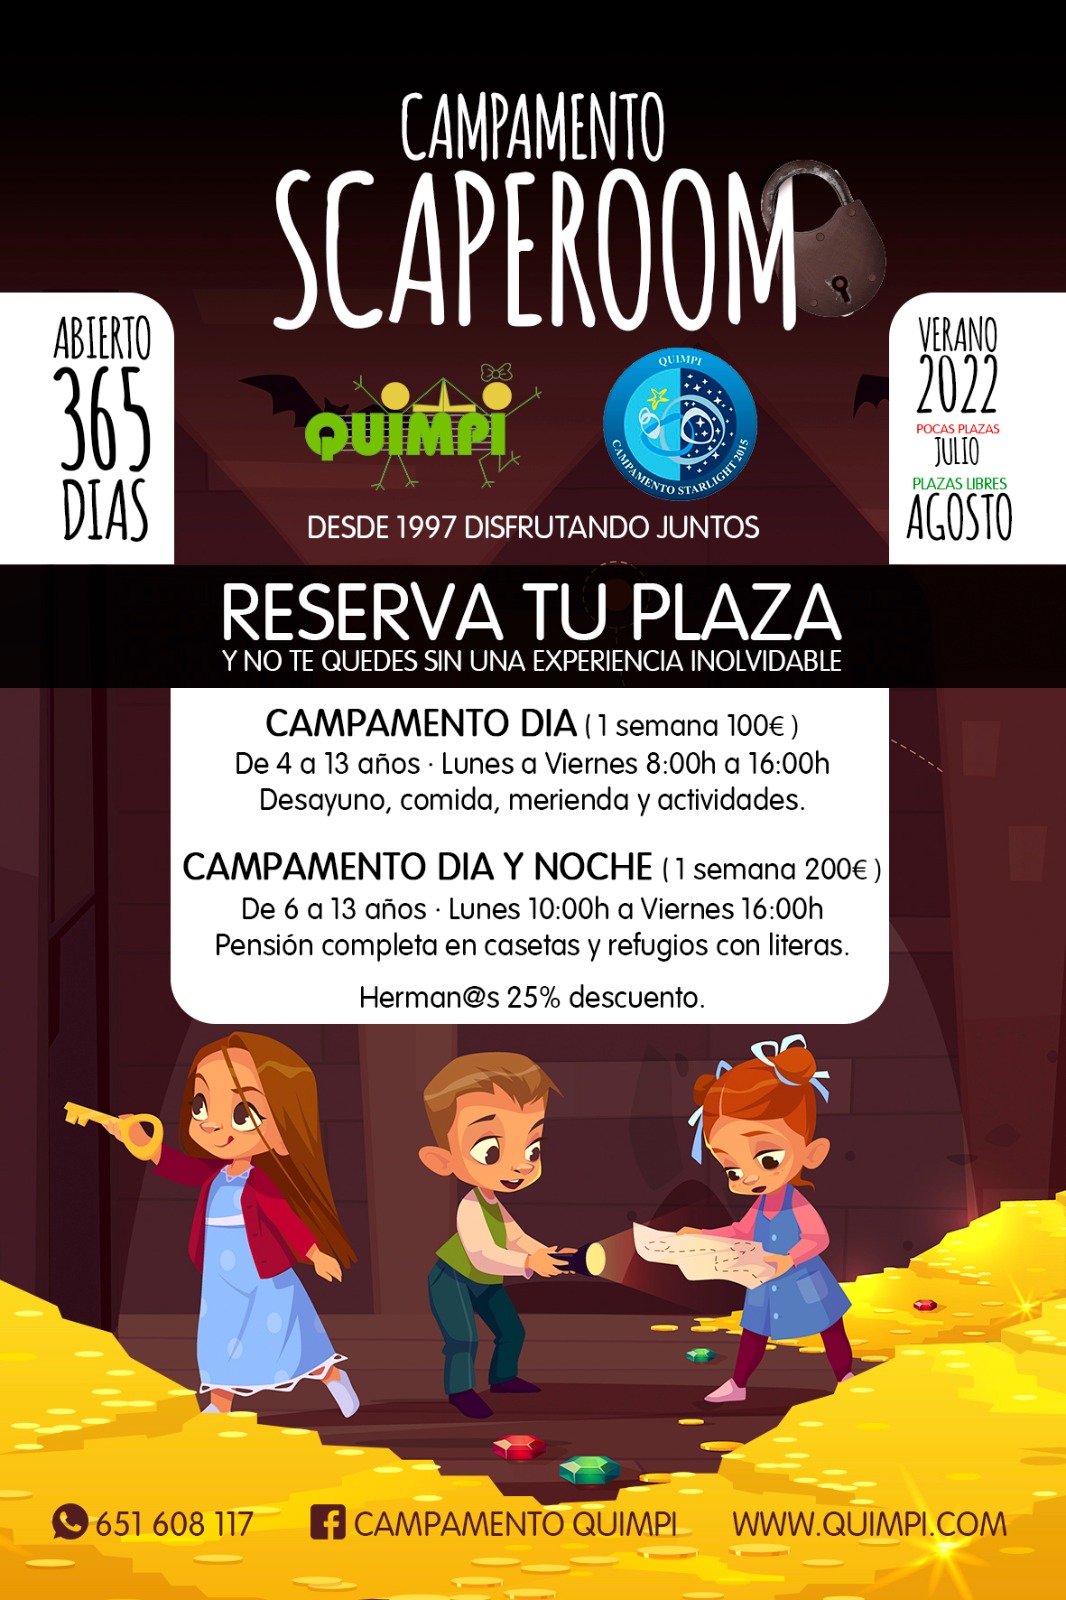 CAMPAMENTO
SCAPEROOM
ABIERTO
365
DIAS
QUIMPI
QUIMPI
CAMPAMENTO STARLIGHT 2015
VERANO
2022
POCAS PLAZAS
JULIO
PLAZAS LIBRES
AGOSTO
DESDE 1997 DISFRUTANDO JUNTOS
RESERVA TU PLAZA
Y NO TE QUEDES SIN UNA EXPERIENCIA INOLVIDABLE
CAMPAMENTO DIA ( 1 semana 100€ )
De 4 a 13 años · Lunes a Viernes 8:00h a 16:00h
Desayuno, comida, merienda y actividades.
CAMPAMENTO DIA Y NOCHE ( 1 semana 200€ )
De 6 a 13 años · Lunes 10:00h a Viernes 16:00h
Pensión completa en casetas y refugios con literas.
Herman@s 25% descuento.
651 608 117
CAMPAMENTO QUIMPI
WWW.QUIMPI.COM